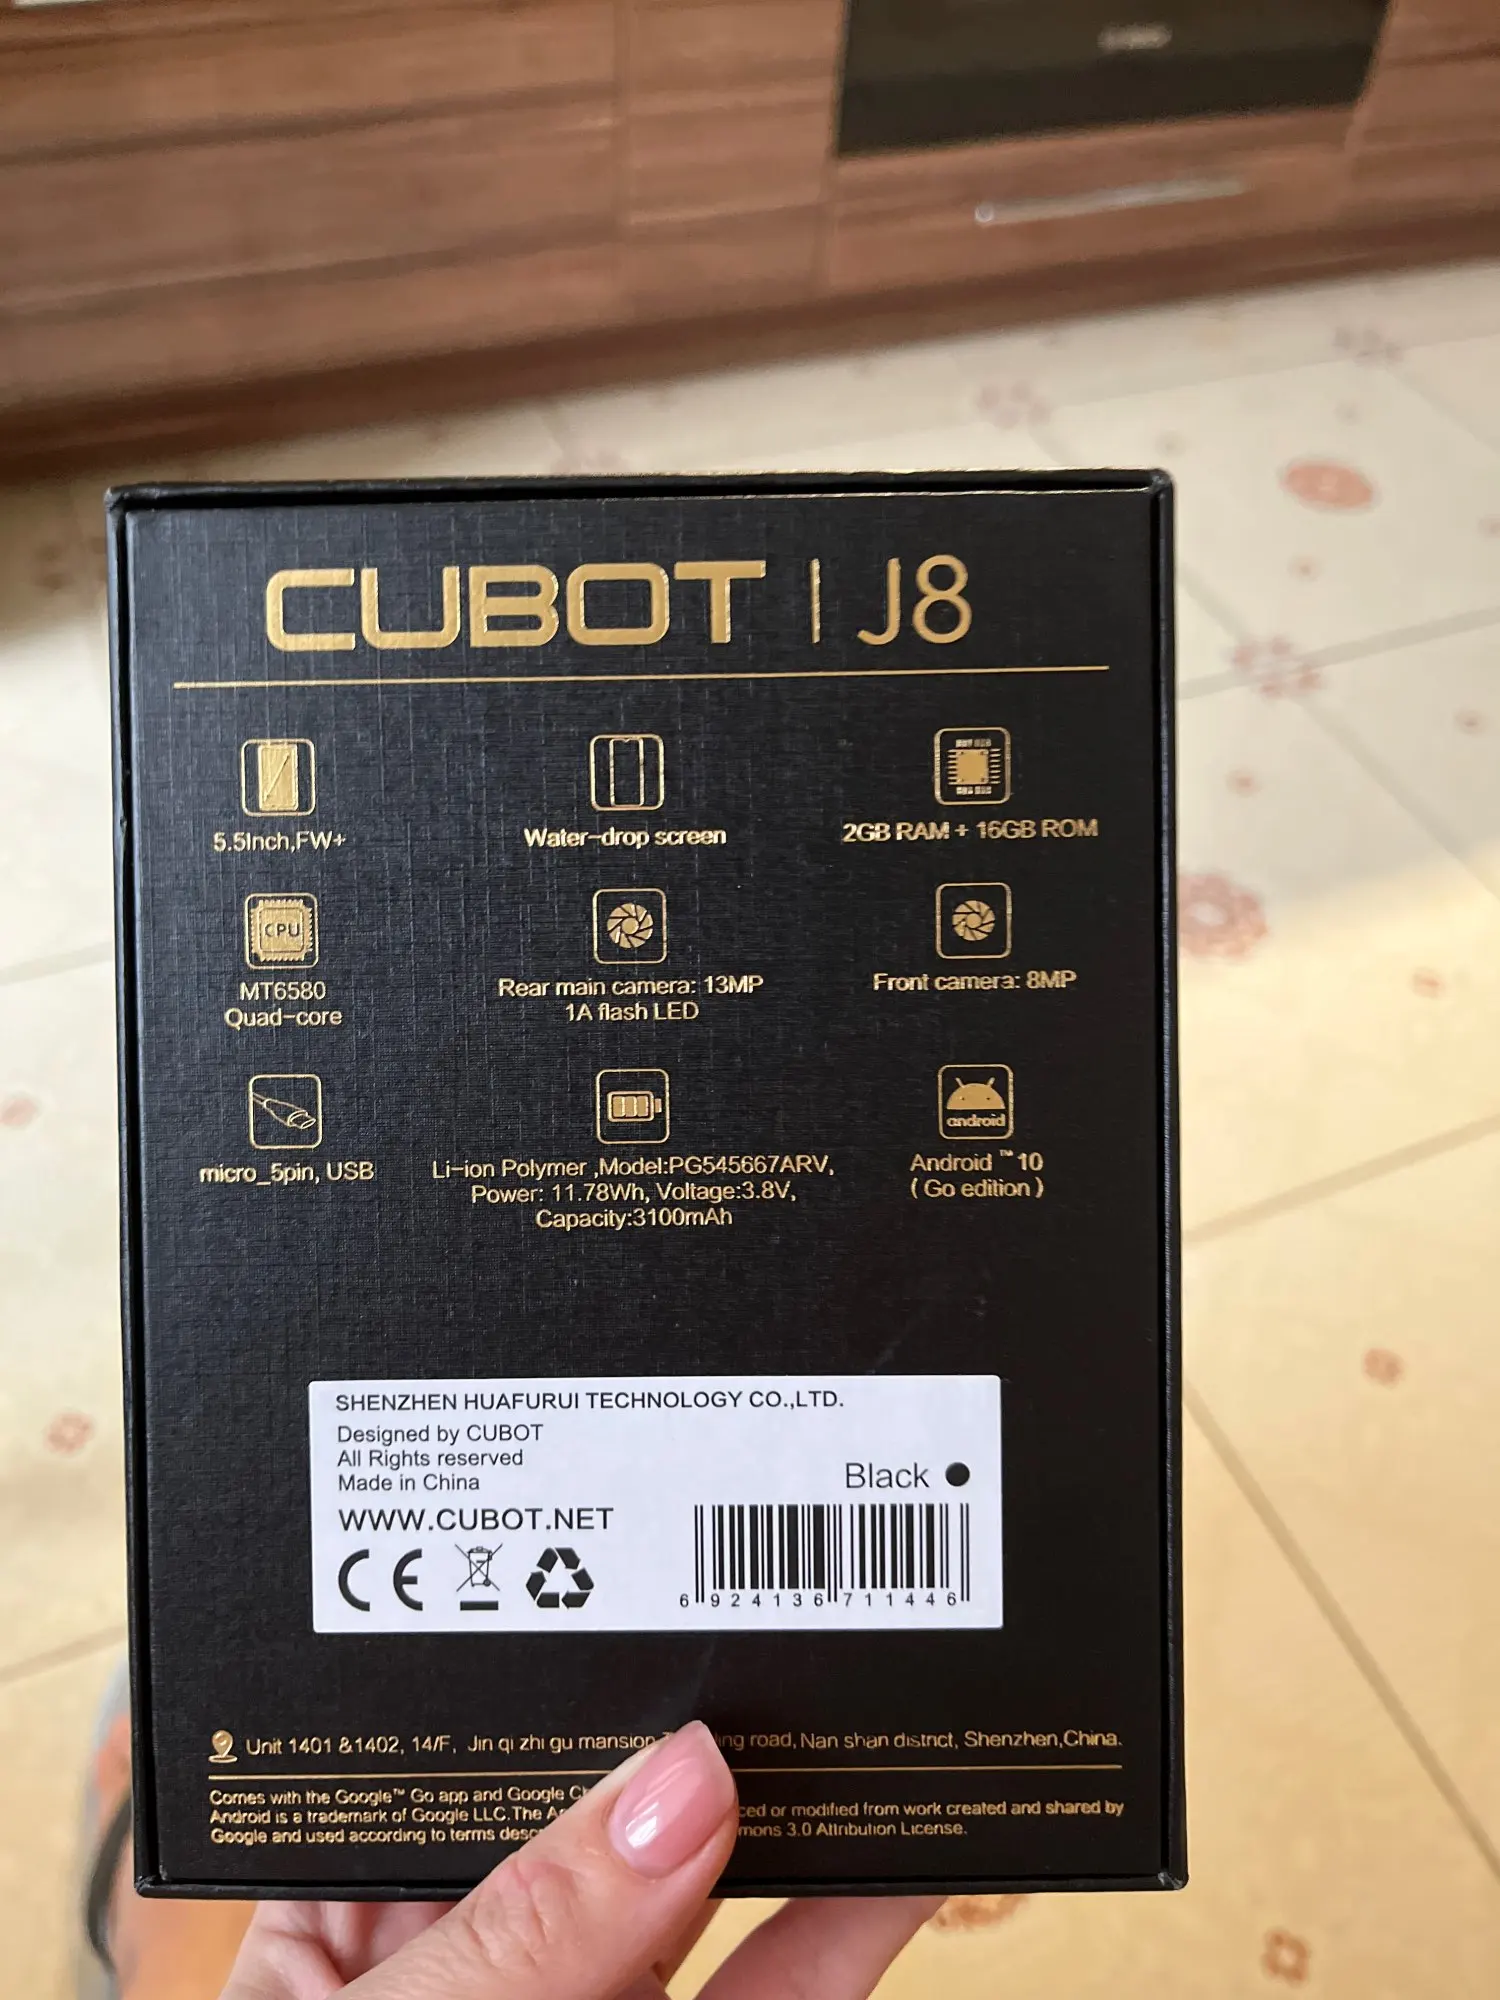 CUBOT | J8
5.5Inch,FW+
Water-drop screen
2GB RAM + 16GB ROM
CPU
MT6580
Quad-core
Rear main camera: 13MP
1A flash LED
Front camera: 8MP
micro_5pin, USB
Li-ion Polymer ,Model:PG545667ARV,
Power: 11.78Wh, Voltage:3.8V,
Capacity:3100mAh
android
Android ™ 10
( Go edition )
SHENZHEN HUAFURUI TECHNOLOGY CO.,LTD.
Designed by CUBOT
All Rights reserved
Made in China
Black
WWW.CUBOT.NET
CE
6 924136 711446
Unit 1401 &1402, 14/F, Jin qi zhi gu mansion road, Nan shan district, Shenzhen,China.
Comes with the Google™ Go app and Google
Android is a trademark of Google LLC.The or modified from work created and shared by
Google and used according to terms 3.0 Attribution License.